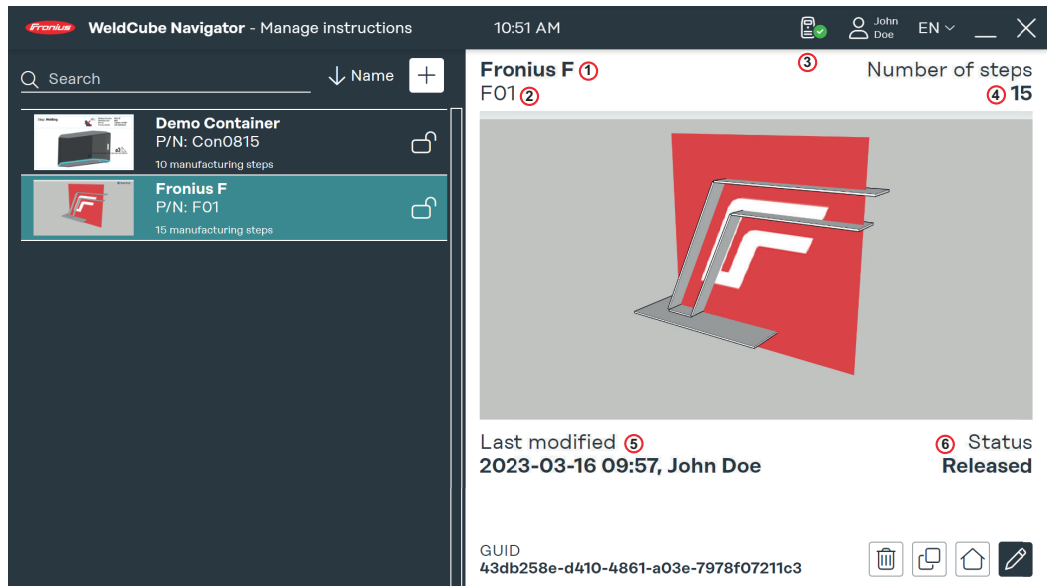 Fronius WeldCube Navigator - Manage instructions 10:51 AM John Doe EN
Search Name +
Demo Container
P/N: Con0815
10 manufacturing steps
Fronius F
P/N: F01
15 manufacturing steps
3
Fronius F 1 Number of steps
F01 2 4 15
Last modified 5 6 Status
2023-03-16 09:57, John Doe Released
GUID
43db258e-d410-4861-a03e-7978f07211c3